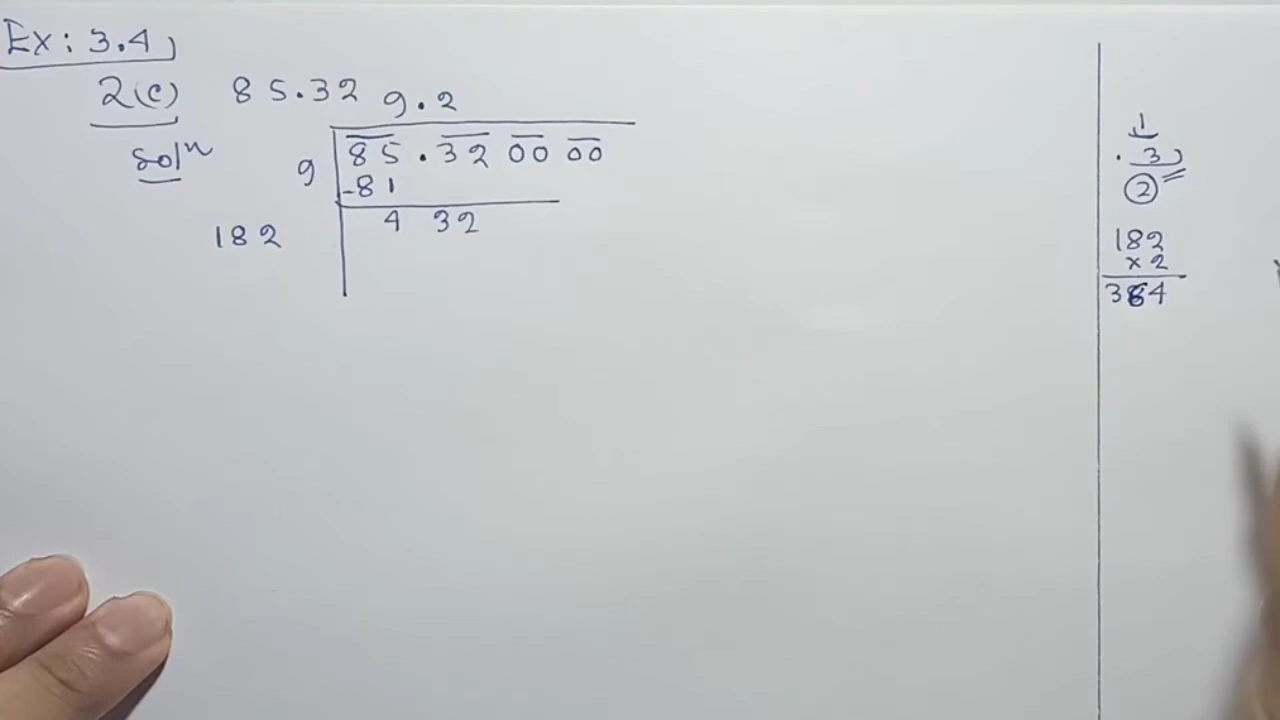 Ex: 3.4
2(c) 85.32
Solⁿ
9.2
9 85.32 00 00
-81
182 4 32
1
. 3
2
182
×2
364